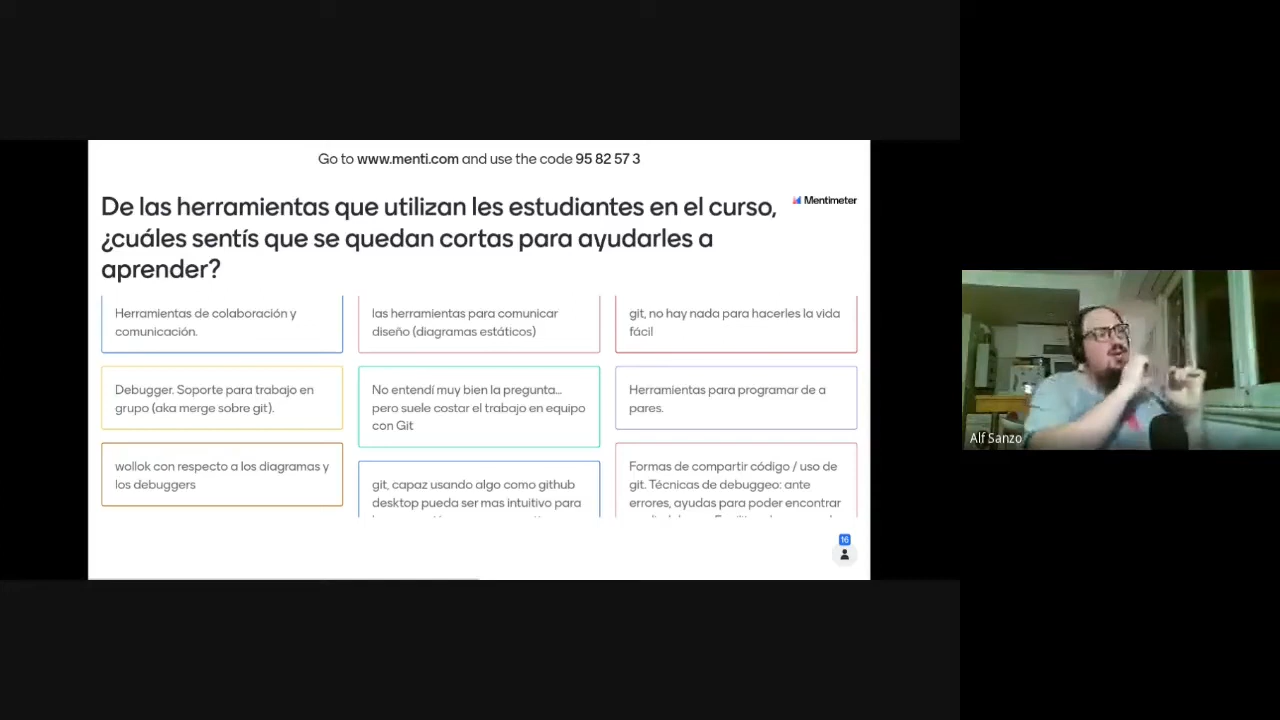 Go to www.menti.com and use the code 95 82 57 3
De las herramientas que utilizan les estudiantes en el curso,
¿cuáles sentís que se quedan cortas para ayudarles a
aprender?
Mentimeter
Herramientas de colaboración y
comunicación.
las herramientas para comunicar
diseño (diagramas estáticos)
git, no hay nada para hacerles la vida
fácil
Debugger. Soporte para trabajo en
grupo (aka merge sobre git).
No entendí muy bien la pregunta...
pero suele costar el trabajo en equipo
con Git
Herramientas para programar de a
pares.
wollok con respecto a los diagramas y
los debuggers
git, capaz usando algo como github
desktop pueda ser mas intuitivo para
Formas de compartir código / uso de
git. Técnicas de debuggeo: ante
errores, ayudas para poder encontrar
16
Alf Sanzo